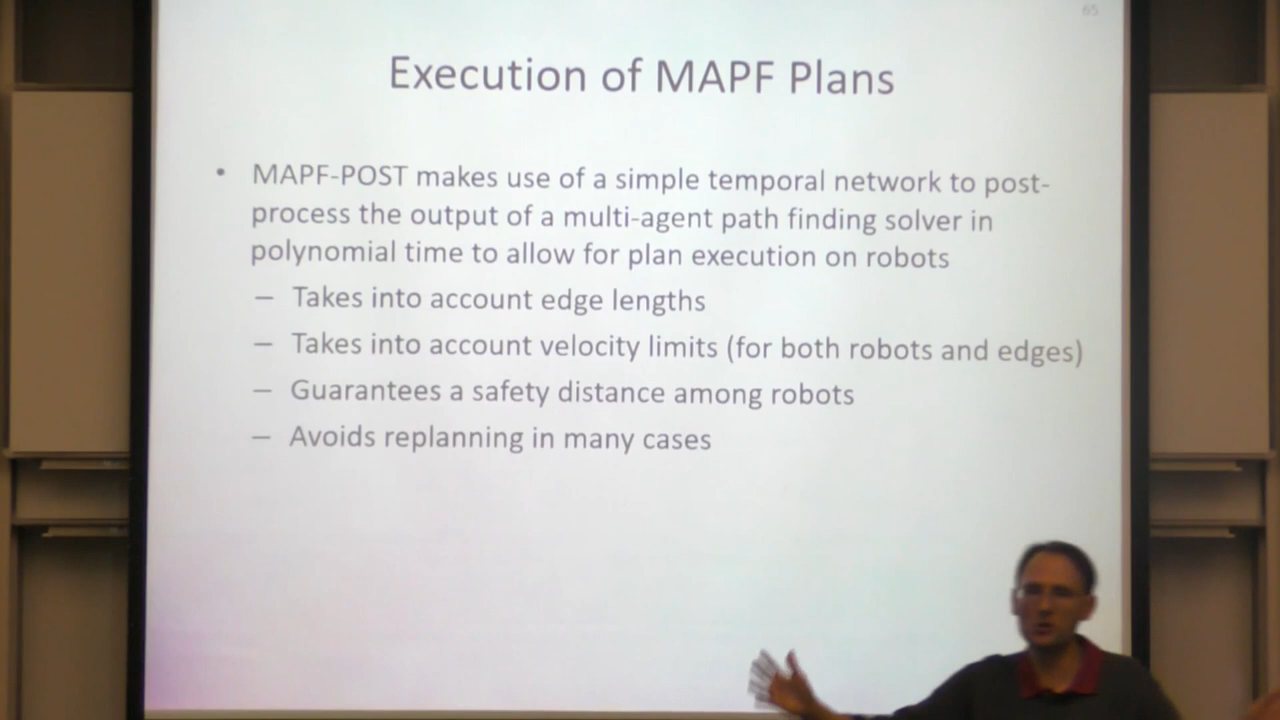 65
Execution of MAPF Plans
• MAPF-POST makes use of a simple temporal network to post-
process the output of a multi-agent path finding solver in
polynomial time to allow for plan execution on robots
– Takes into account edge lengths
– Takes into account velocity limits (for both robots and edges)
– Guarantees a safety distance among robots
– Avoids replanning in many cases